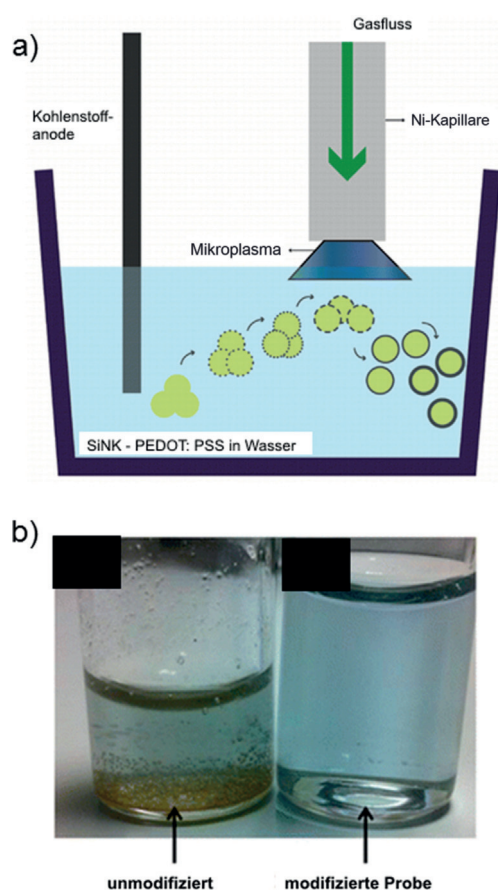 a)
Gasfluss
Kohlenstoff-
anode
Ni-Kapillare
Mikroplasma
SiNK - PEDOT: PSS in Wasser
b)
unmodifiziert
modifizierte Probe